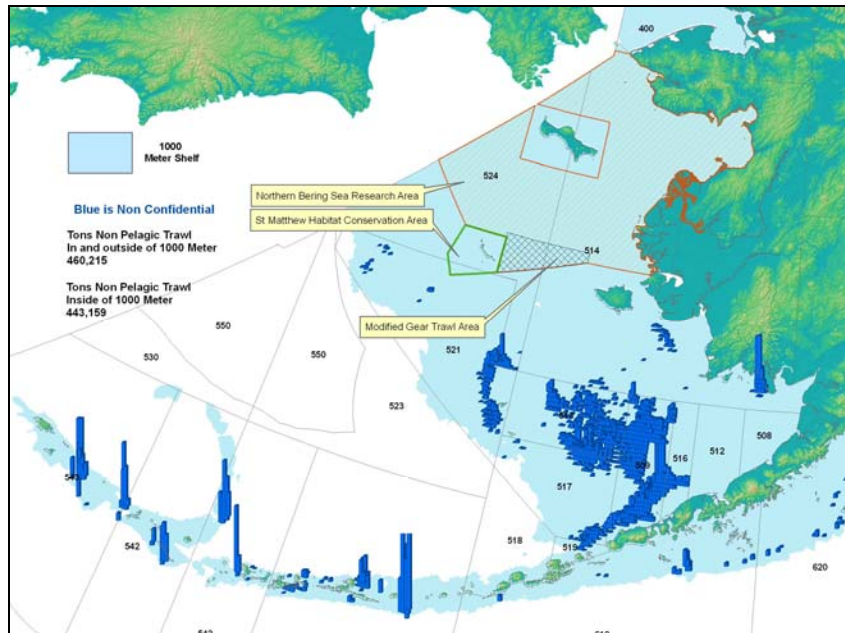 400
1000
Meter Shelf
524
Northern Bering Sea Research Area
Blue is Non Confidential
St Matthew Habitat Conservation Area
Tons Non Pelagic Trawl
In and outside of 1000 Meter
460,215
514
Tons Non Pelagic Trawl
Inside of 1000 Meter
443,159
550
Modified Gear Trawl Area
530
550
521
523
508
512
516
509
517
518
519
542
620